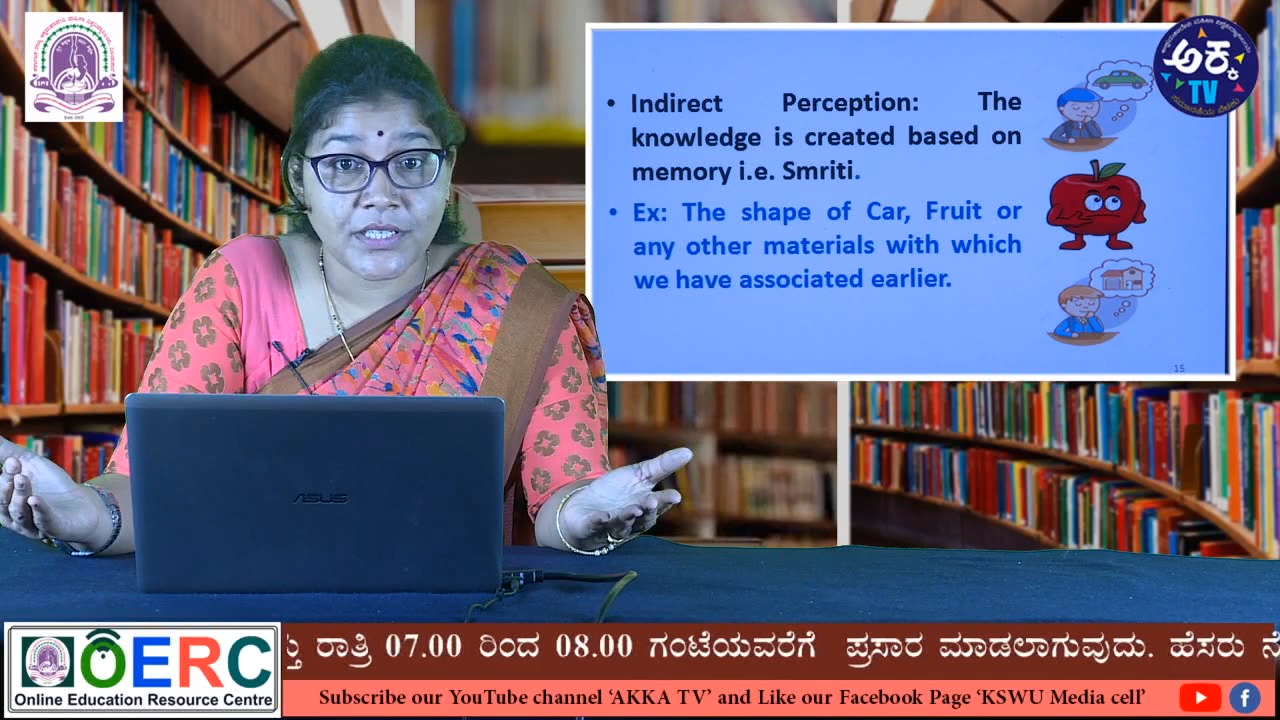 • Indirect Perception: The
knowledge is created based on
memory i.e. Smriti.
• Ex: The shape of Car, Fruit or
any other materials with which
we have associated earlier.
15
ಅಕ್ಕ
TV
ASUS
OERC
Online Education Resource Centre
ರಾತ್ರಿ 07.00 ರಿಂದ 08.00 ಗಂಟೆಯವರೆಗೆ ಪ್ರಸಾರ ಮಾಡಲಾಗುವುದು. ಹೆಸರು
Subscribe our YouTube channel ‘AKKA TV’ and Like our Facebook Page ‘KSWU Media cell’